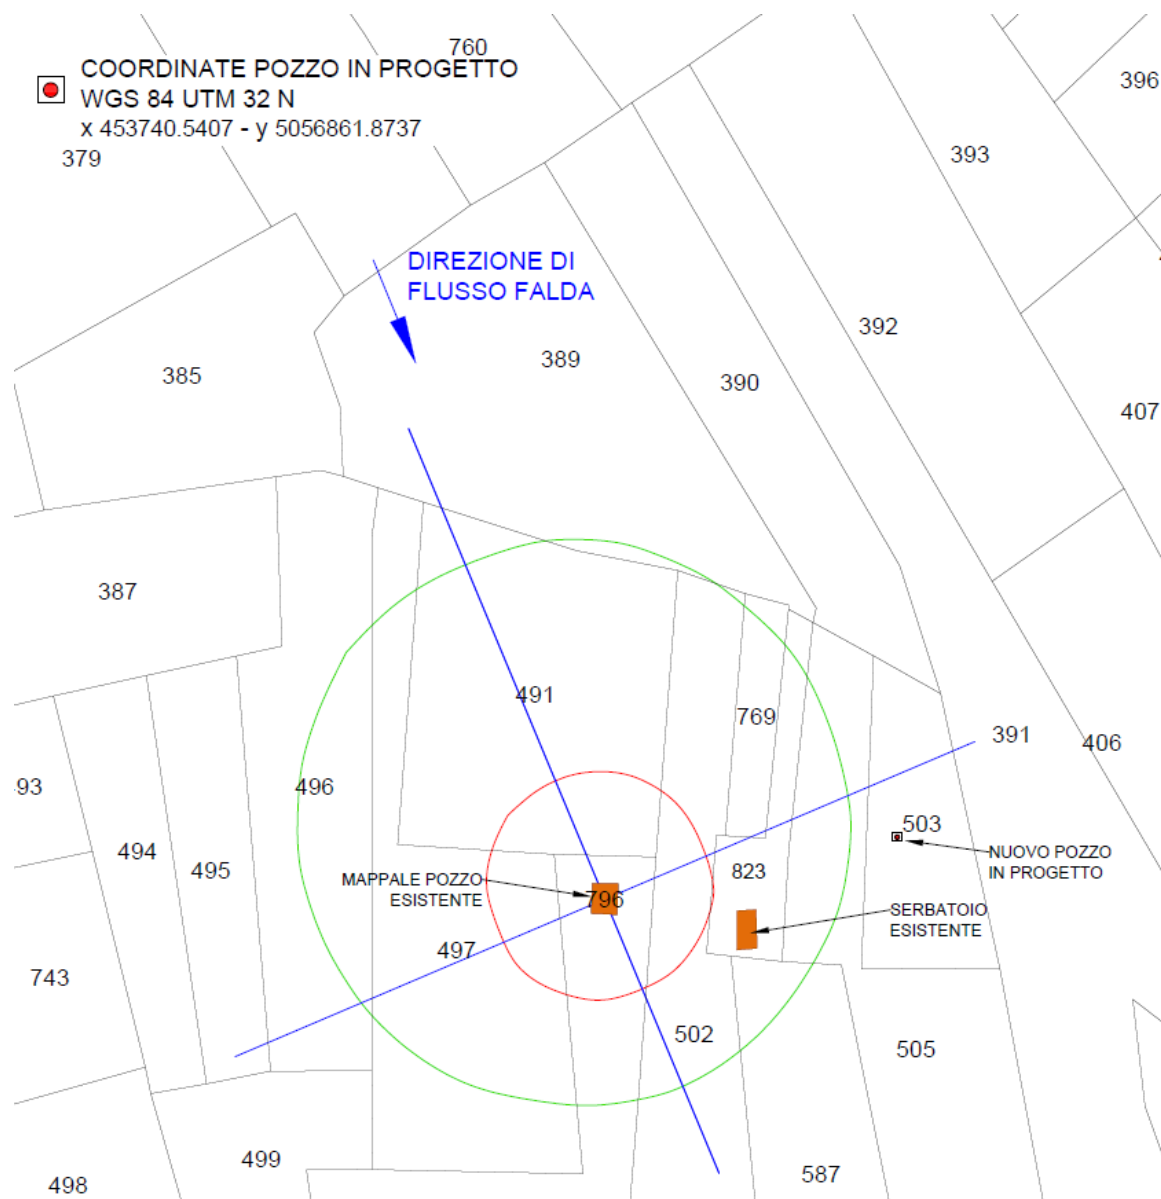 760
COORDINATE POZZO IN PROGETTO
WGS 84 UTM 32 N
x 453740.5407 - y 5056861.8737
396
379
393
DIREZIONE DI
FLUSSO FALDA
392
389
385
390
407
387
491
769
391
406
496
93
503
494
495
823
NUOVO POZZO
IN PROGETTO
MAPPALE POZZO
ESISTENTE
796
SERBATOIO
ESISTENTE
497
743
502
505
499
587
498